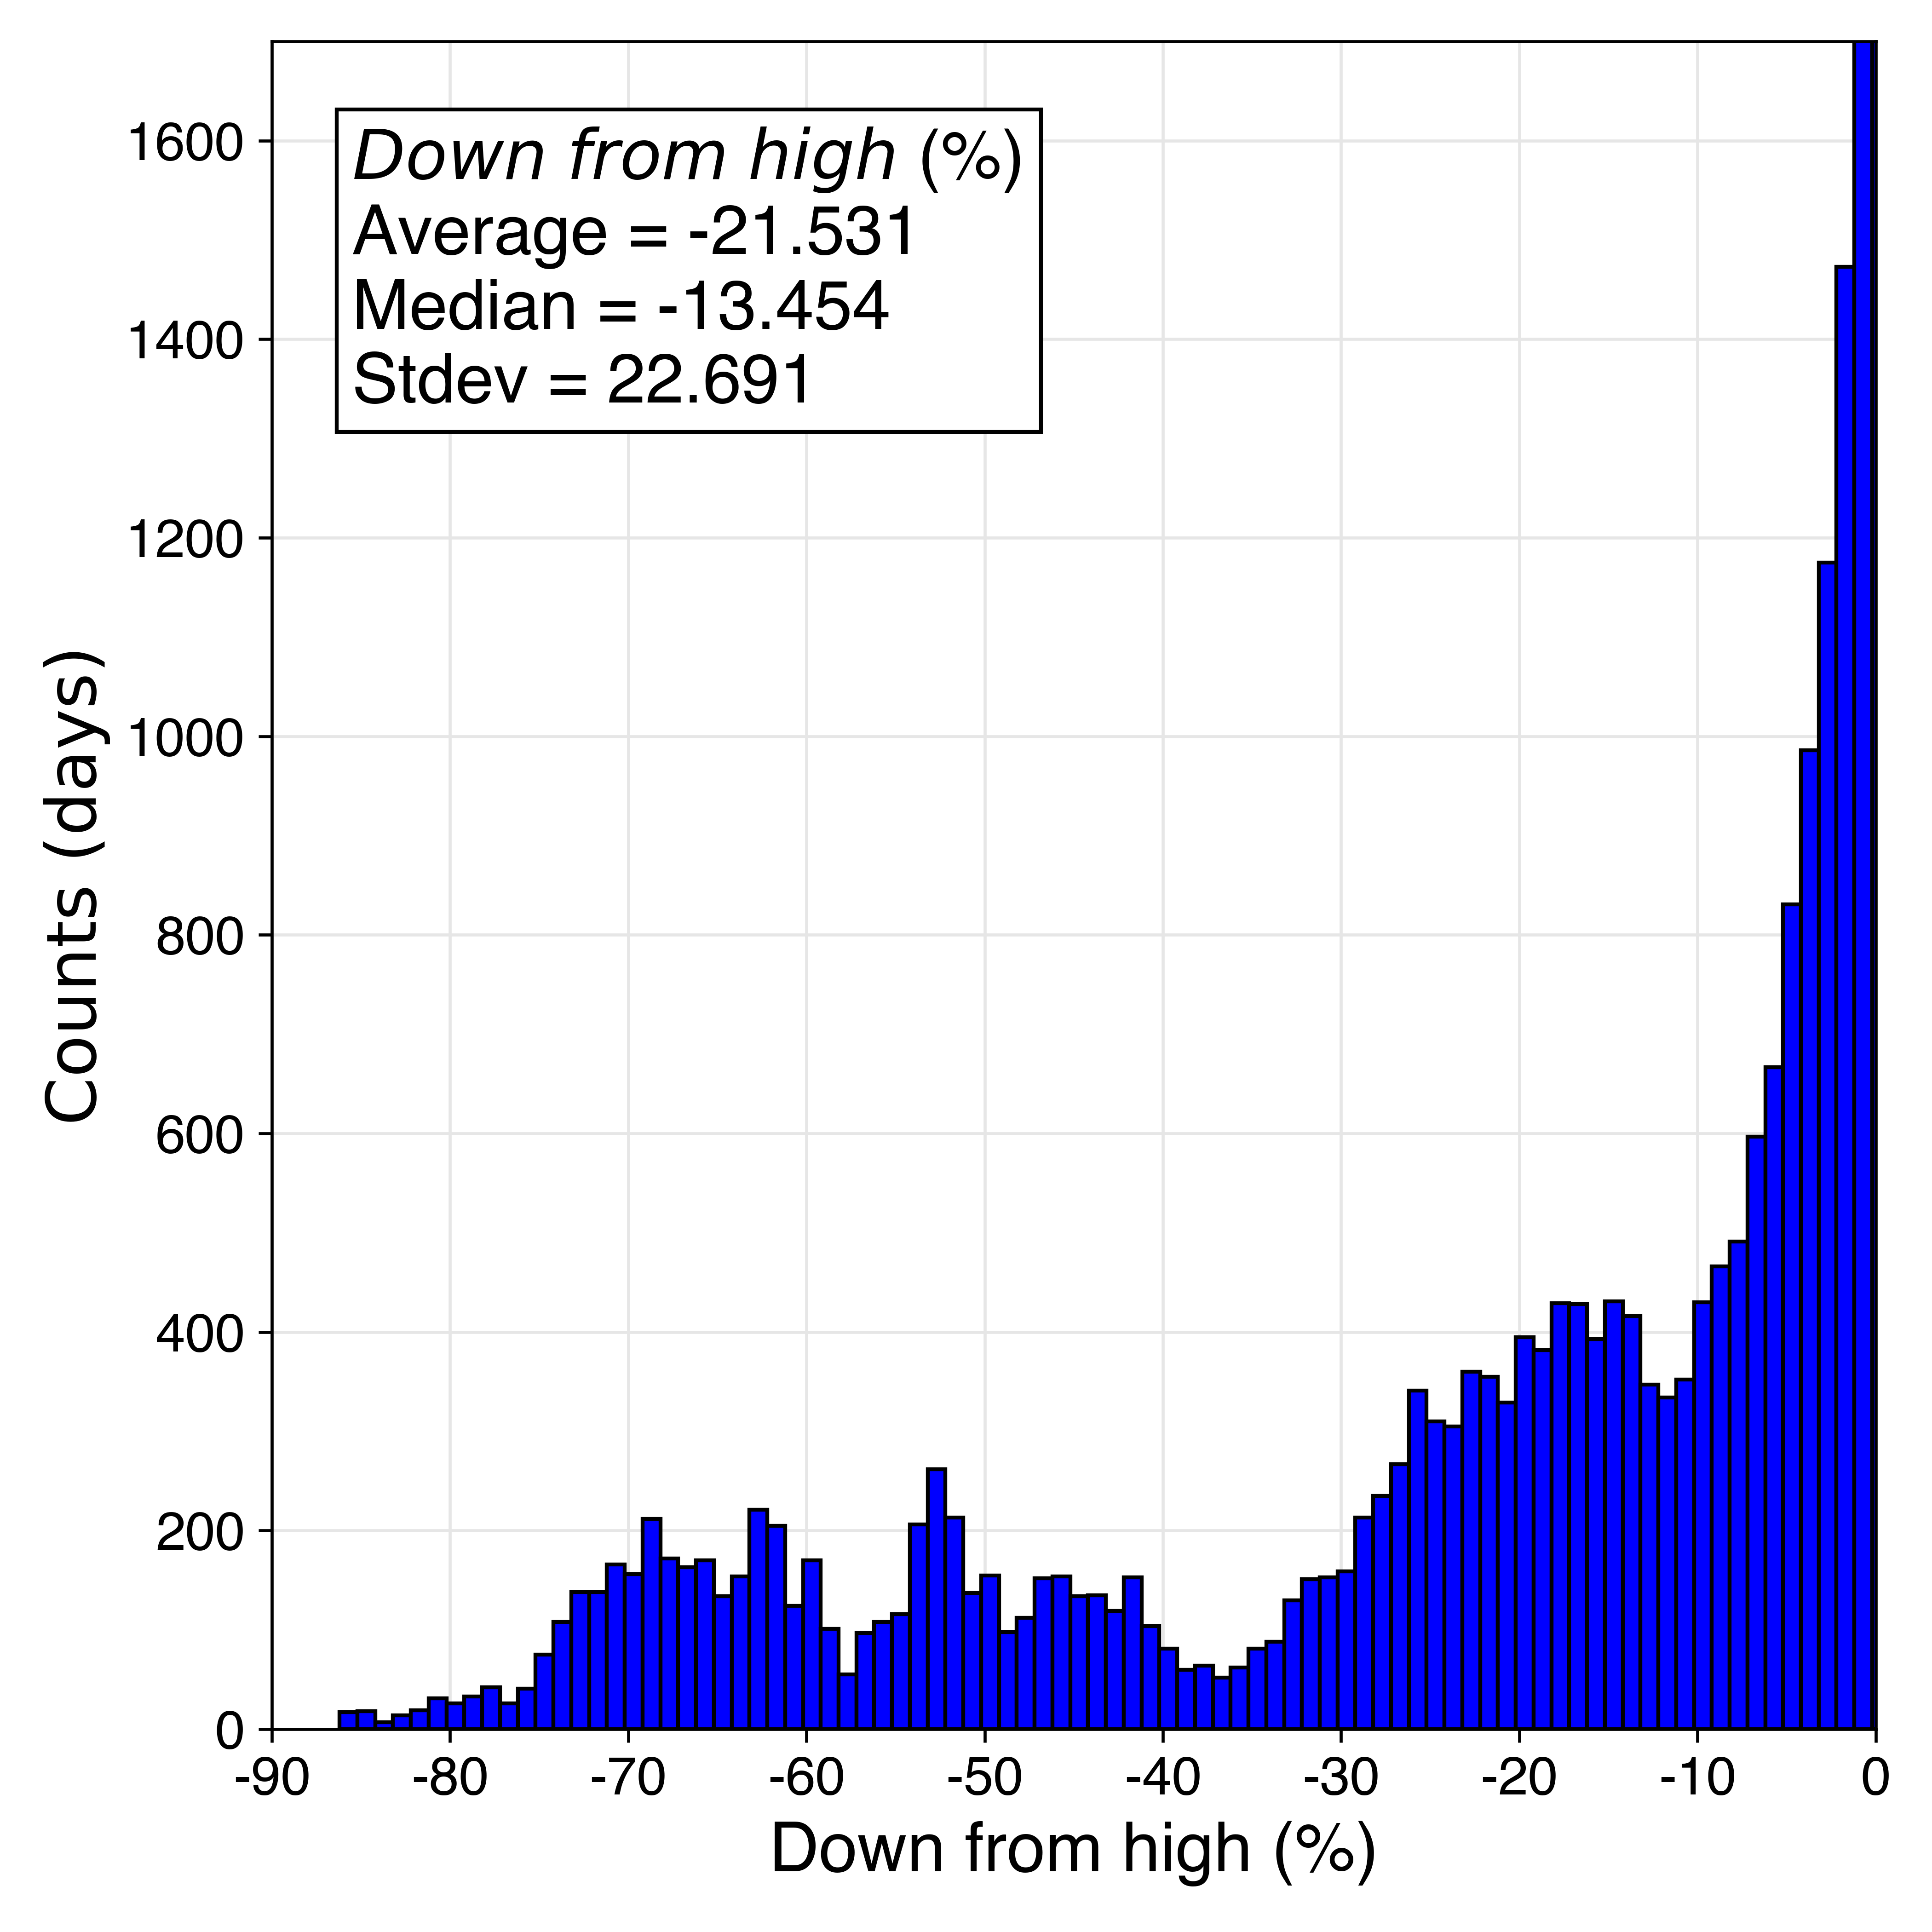 Down from high (%)
Average = -21.531
Median = -13.454
Stdev = 22.691
Counts (days)
1600
1400
1200
1000
800
600
400
200
0
-90 -80 -70 -60 -50 -40 -30 -20 -10 0
Down from high (%)